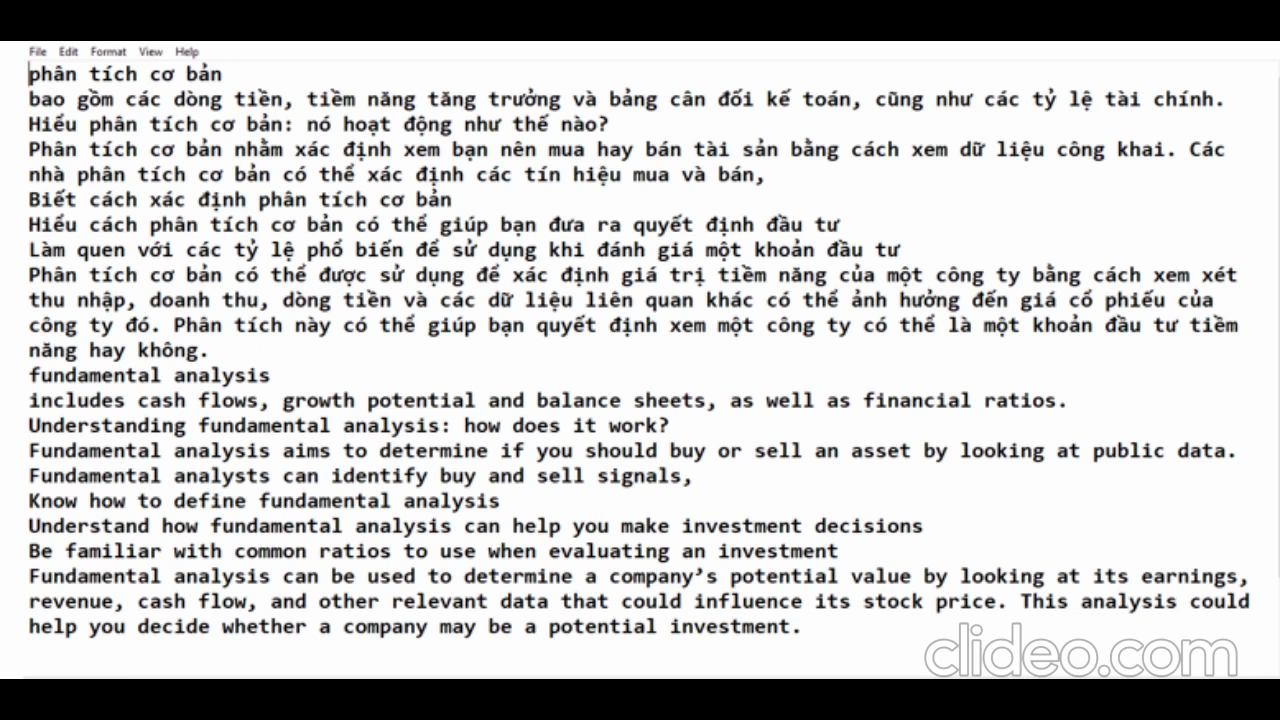 File Edit Format View Help
phân tích cơ bản
bao gồm các dòng tiền, tiềm năng tăng trưởng và bảng cân đối kế toán, cũng như các tỷ lệ tài chính.
Hiểu phân tích cơ bản: nó hoạt động như thế nào?
Phân tích cơ bản nhằm xác định xem bạn nên mua hay bán tài sản bằng cách xem dữ liệu công khai. Các
nhà phân tích cơ bản có thể xác định các tín hiệu mua và bán,
Biết cách xác định phân tích cơ bản
Hiểu cách phân tích cơ bản có thể giúp bạn đưa ra quyết định đầu tư
Làm quen với các tỷ lệ phổ biến để sử dụng khi đánh giá một khoản đầu tư
Phân tích cơ bản có thể được sử dụng để xác định giá trị tiềm năng của một công ty bằng cách xem xét
thu nhập, doanh thu, dòng tiền và các dữ liệu liên quan khác có thể ảnh hưởng đến giá cổ phiếu của
công ty đó. Phân tích này có thể giúp bạn quyết định xem một công ty có thể là một khoản đầu tư tiềm
năng hay không.
fundamental analysis
includes cash flows, growth potential and balance sheets, as well as financial ratios.
Understanding fundamental analysis: how does it work?
Fundamental analysis aims to determine if you should buy or sell an asset by looking at public data.
Fundamental analysts can identify buy and sell signals,
Know how to define fundamental analysis
Understand how fundamental analysis can help you make investment decisions
Be familiar with common ratios to use when evaluating an investment
Fundamental analysis can be used to determine a company’s potential value by looking at its earnings,
revenue, cash flow, and other relevant data that could influence its stock price. This analysis could
help you decide whether a company may be a potential investment.
clideo.com